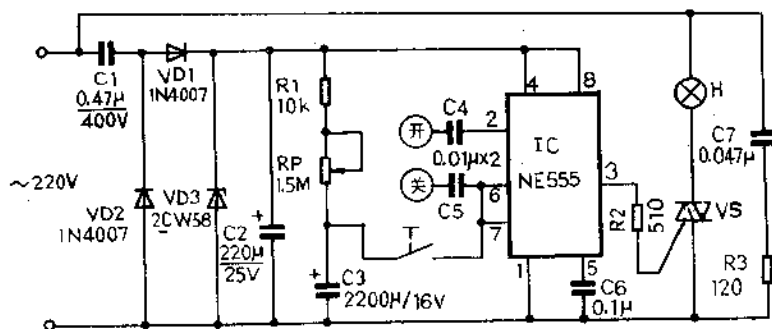 C1
0.47μ
400V
VD1
1N4007
R1
10k
RP
1.5M
开
C4
0.01μ×2
关
C5
2
6
7
4
8
IC
NE555
3
1
5
R2
510
H
VS
C7
0.047μ
R3
120
~220V
VD2
1N4007
VD3
2CW58
+
C2
220μ
25V
T
+
C3
2200μ/16V
C6
0.1μ